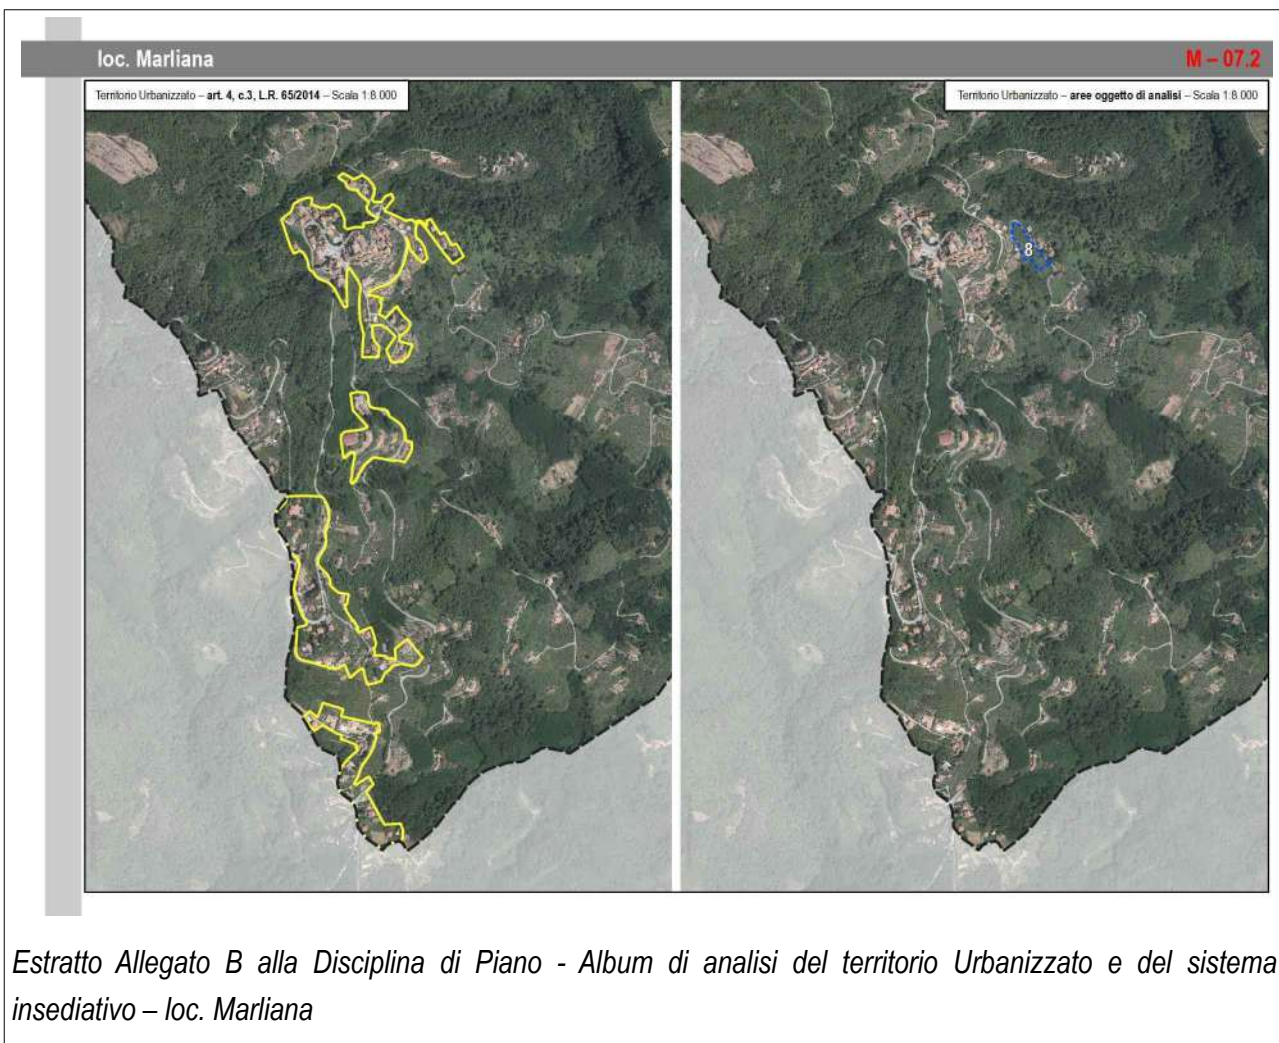 loc. Marliana
M – 07.2
Territorio Urbanizzato – art. 4, c.3, L.R. 65/2014 – Scala 1:8.000
Territorio Urbanizzato – aree oggetto di analisi – Scala 1:8.000
8
Estratto Allegato B alla Disciplina di Piano - Album di analisi del territorio Urbanizzato e del sistema
insediativo – loc. Marliana